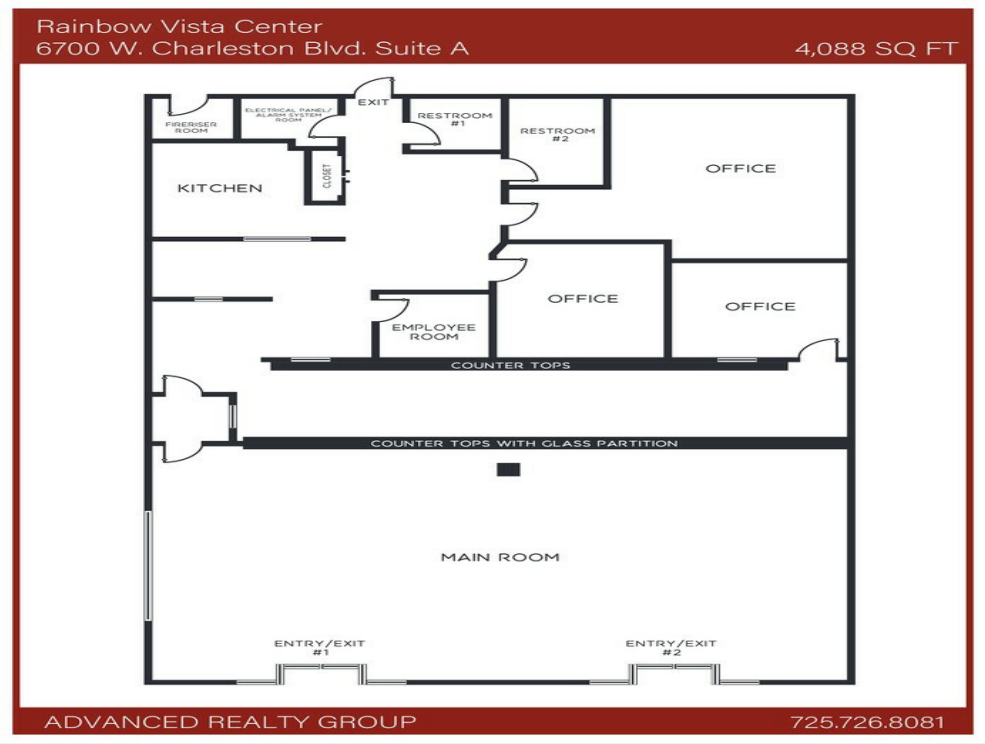 Rainbow Vista Center
6700 W. Charleston Blvd. Suite A
4,088 SQ FT
EXIT
ELECTRICAL PANEL/
ALARM SYSTEM
ROOM
FIRERISER
ROOM
RESTROOM
#1
RESTROOM
#2
OFFICE
CLOSET
KITCHEN
OFFICE
OFFICE
EMPLOYEE
ROOM
COUNTER TOPS
COUNTER TOPS WITH GLASS PARTITION
MAIN ROOM
ENTRY/EXIT
#1
ENTRY/EXIT
#2
ADVANCED REALTY GROUP
725.726.8081